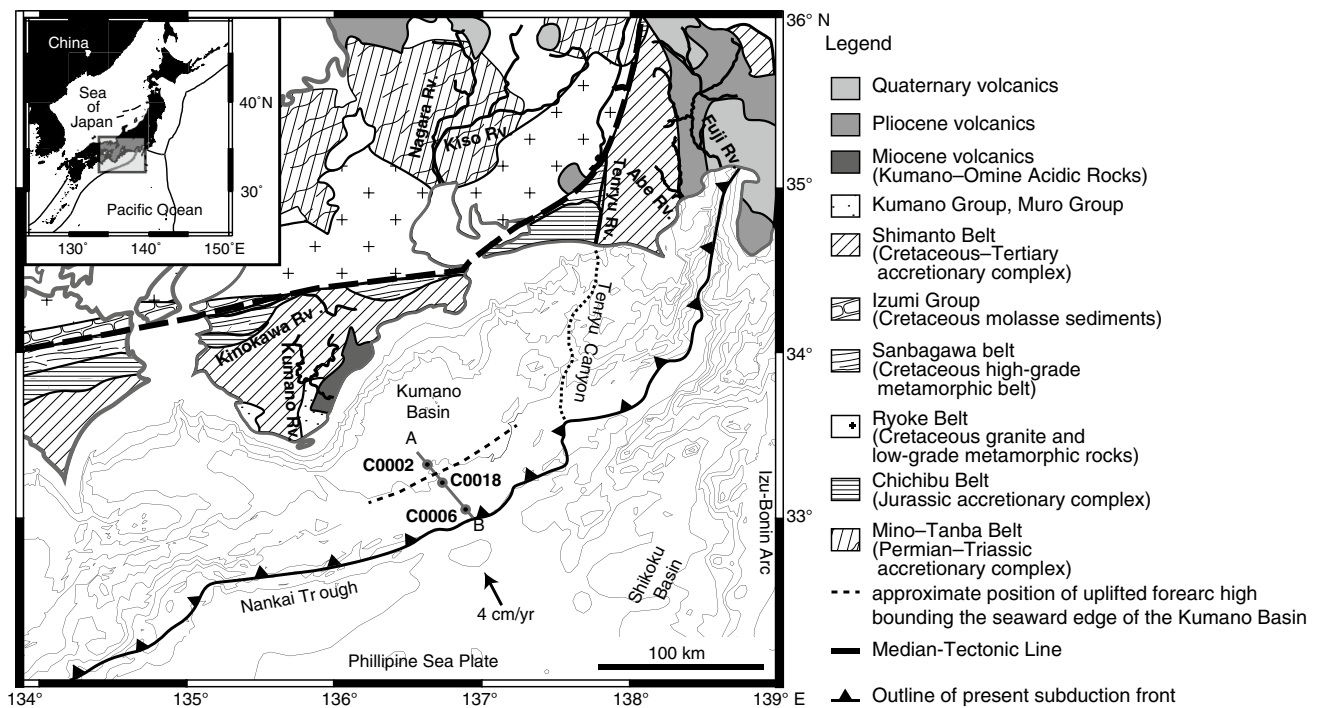 China
Sea
of
Japan
Pacific Ocean
40˚N
30˚
130˚
140˚
150˚E
Nagara Rv.
Kiso Rv
Tenryu Rv.
Abe Rv.
Fuji Rv.
Kinokawa Rv.
Kumano Rv.
Tenryu Canyon
Kumano
Basin
A
C0002
C0018
C0006
B
Nankai Trough
4 cm/yr
Shikoku
Basin
Izu-Bonin Arc
Phillipine Sea Plate
100 km
36° N
35°
34°
33°
134°
135°
136°
137°
138°
139° E
Legend
Quaternary volcanics
Pliocene volcanics
Miocene volcanics
(Kumano–Omine Acidic Rocks)
Kumano Group, Muro Group
Shimanto Belt
(Cretaceous–Tertiary
accretionary complex)
Izumi Group
(Cretaceous molasse sediments)
Sanbagawa belt
(Cretaceous high-grade
metamorphic belt)
Ryoke Belt
(Cretaceous granite and
low-grade metamorphic rocks)
Chichibu Belt
(Jurassic accretionary complex)
Mino–Tanba Belt
(Permian–Triassic
accretionary complex)
approximate position of uplifted forearc high
bounding the seaward edge of the Kumano Basin
Median-Tectonic Line
Outline of present subduction front